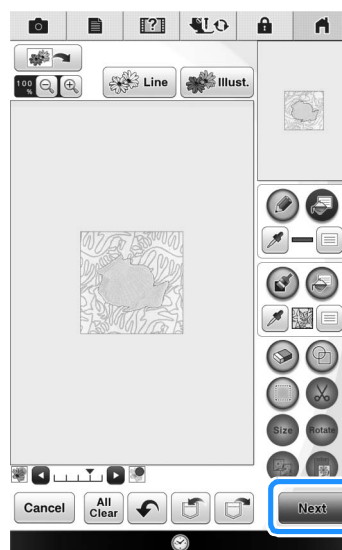 ?
100
%
Line
Illust.
Size
Rotate
Cancel
All
Clear
Next